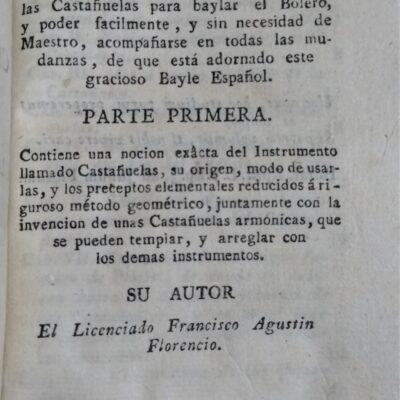 las Castañuelas para baylar el Bolero,
y poder facilmente, y sin necesidad de
Maestro, acompañarse en todas las mu-
danzas, de que está adornado este
gracioso Bayle Español.
PARTE PRIMERA.
Contiene una nocion exâcta del Instrumento
llamado Castañuelas, su origen, modo de usar-
las, y los preceptos elementales reducidos á ri-
guroso método geométrico, juntamente con la
invencion de unas Castañuelas armónicas, que
se pueden templar, y arreglar con
los demas instrumentos.
SU AUTOR
El Licenciado Francisco Agustin
Florencio.